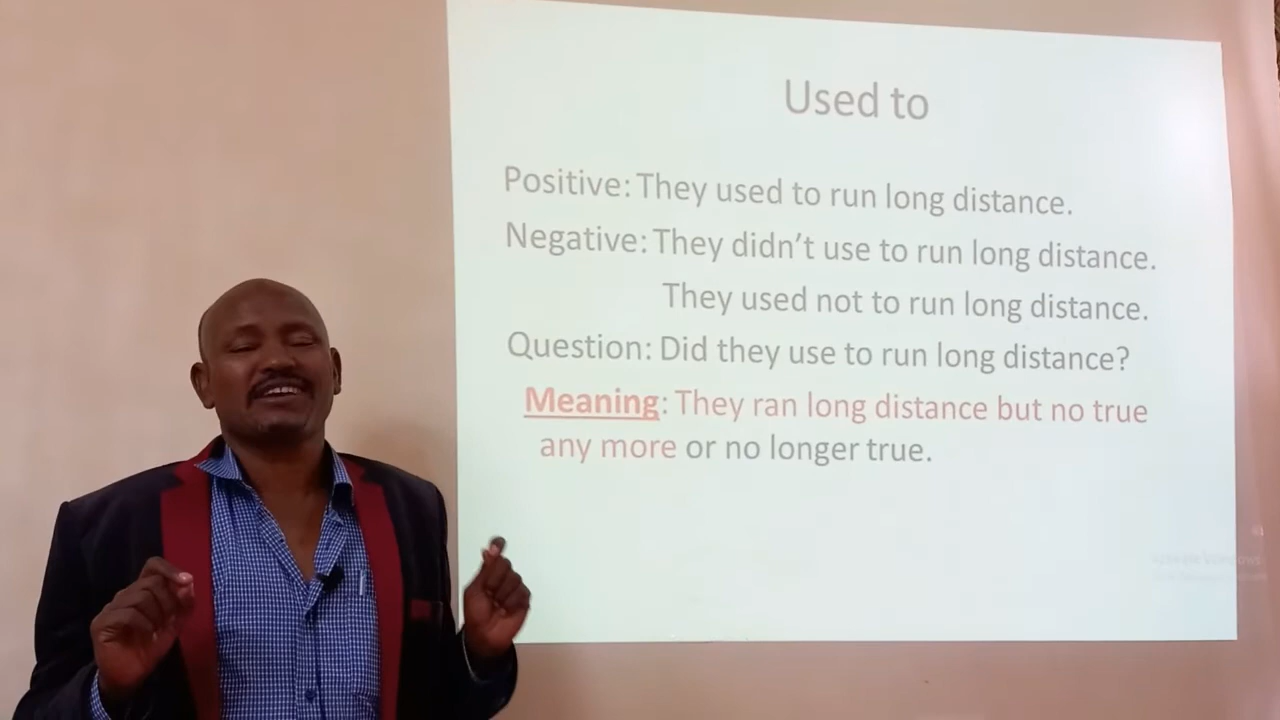 Used to
Positive: They used to run long distance.
Negative: They didn't use to run long distance.
They used not to run long distance.
Question: Did they use to run long distance?
Meaning: They ran long distance but no true
any more or no longer true.